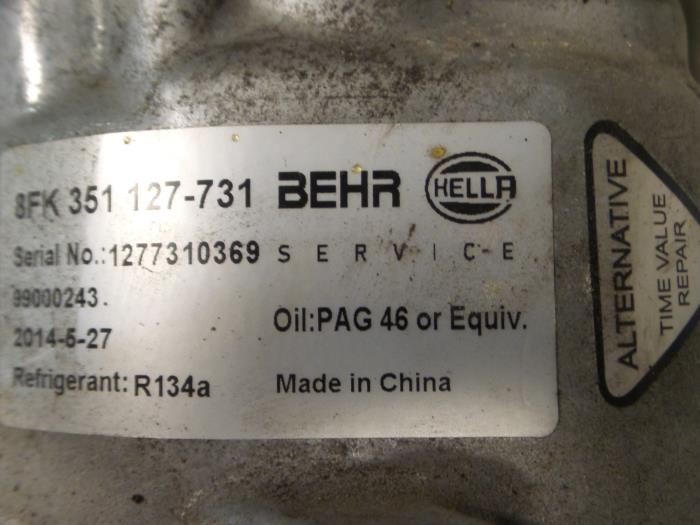 8FK 351 127-731 BEHR HELLA
Serial No.:1277310369 SERVICE
99000243.
2014-5-27
Oil:PAG 46 or Equiv.
Refrigerant: R134a
Made in China
ALTERNATIVE
TIME VALUE
REPAIR